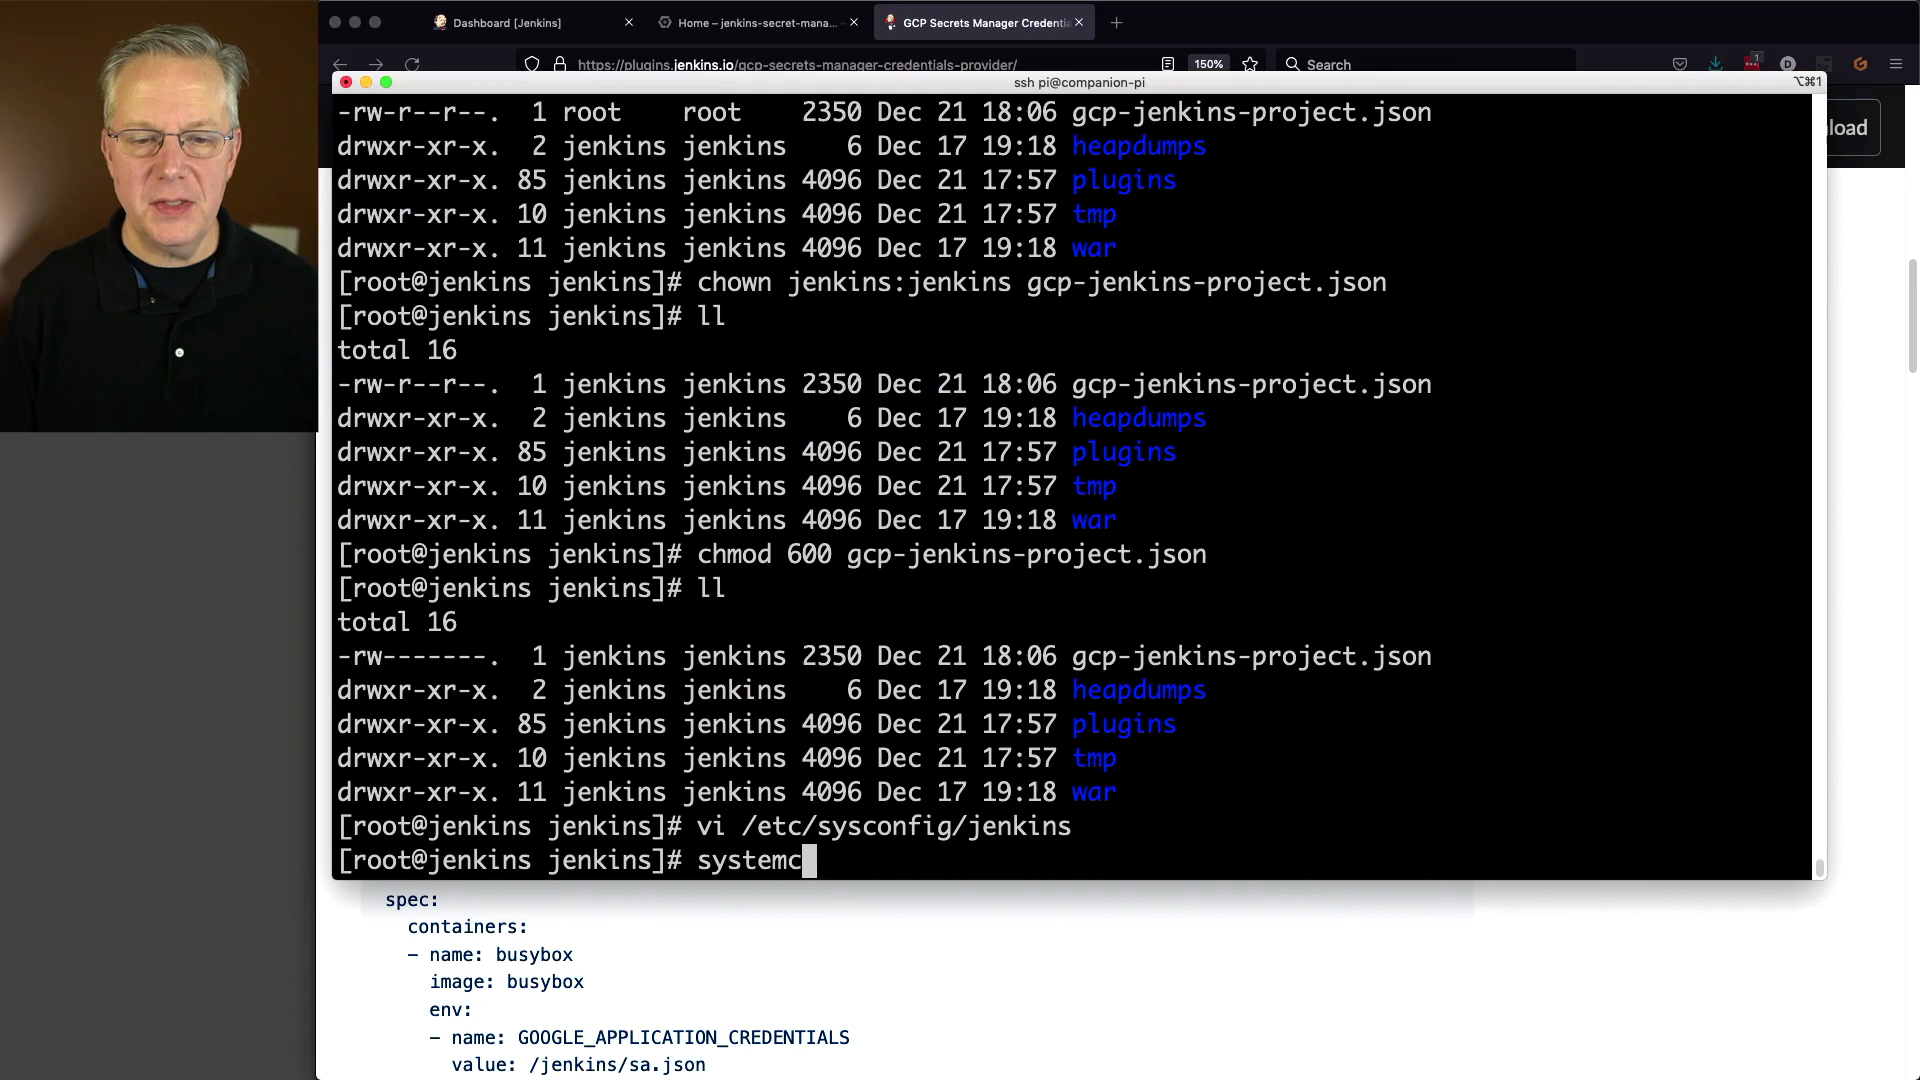 Dashboard [Jenkins]
Home – jenkins-secret-mana...
GCP Secrets Manager Credentia
https://plugins.jenkins.io/gcp-secrets-manager-credentials-provider/
150%
Search
1
D
ssh pi@companion-pi
⌥⌘1
load
-rw-r--r--. 1 root root 2350 Dec 21 18:06 gcp-jenkins-project.json
drwxr-xr-x. 2 jenkins jenkins 6 Dec 17 19:18 heapdumps
drwxr-xr-x. 85 jenkins jenkins 4096 Dec 21 17:57 plugins
drwxr-xr-x. 10 jenkins jenkins 4096 Dec 21 17:57 tmp
drwxr-xr-x. 11 jenkins jenkins 4096 Dec 17 19:18 war
[root@jenkins jenkins]# chown jenkins:jenkins gcp-jenkins-project.json
[root@jenkins jenkins]# ll
total 16
-rw-r--r--. 1 jenkins jenkins 2350 Dec 21 18:06 gcp-jenkins-project.json
drwxr-xr-x. 2 jenkins jenkins 6 Dec 17 19:18 heapdumps
drwxr-xr-x. 85 jenkins jenkins 4096 Dec 21 17:57 plugins
drwxr-xr-x. 10 jenkins jenkins 4096 Dec 21 17:57 tmp
drwxr-xr-x. 11 jenkins jenkins 4096 Dec 17 19:18 war
[root@jenkins jenkins]# chmod 600 gcp-jenkins-project.json
[root@jenkins jenkins]# ll
total 16
-rw-------. 1 jenkins jenkins 2350 Dec 21 18:06 gcp-jenkins-project.json
drwxr-xr-x. 2 jenkins jenkins 6 Dec 17 19:18 heapdumps
drwxr-xr-x. 85 jenkins jenkins 4096 Dec 21 17:57 plugins
drwxr-xr-x. 10 jenkins jenkins 4096 Dec 21 17:57 tmp
drwxr-xr-x. 11 jenkins jenkins 4096 Dec 17 19:18 war
[root@jenkins jenkins]# vi /etc/sysconfig/jenkins
[root@jenkins jenkins]# systemc
spec:
containers:
- name: busybox
image: busybox
env:
- name: GOOGLE_APPLICATION_CREDENTIALS
value: /jenkins/sa.json